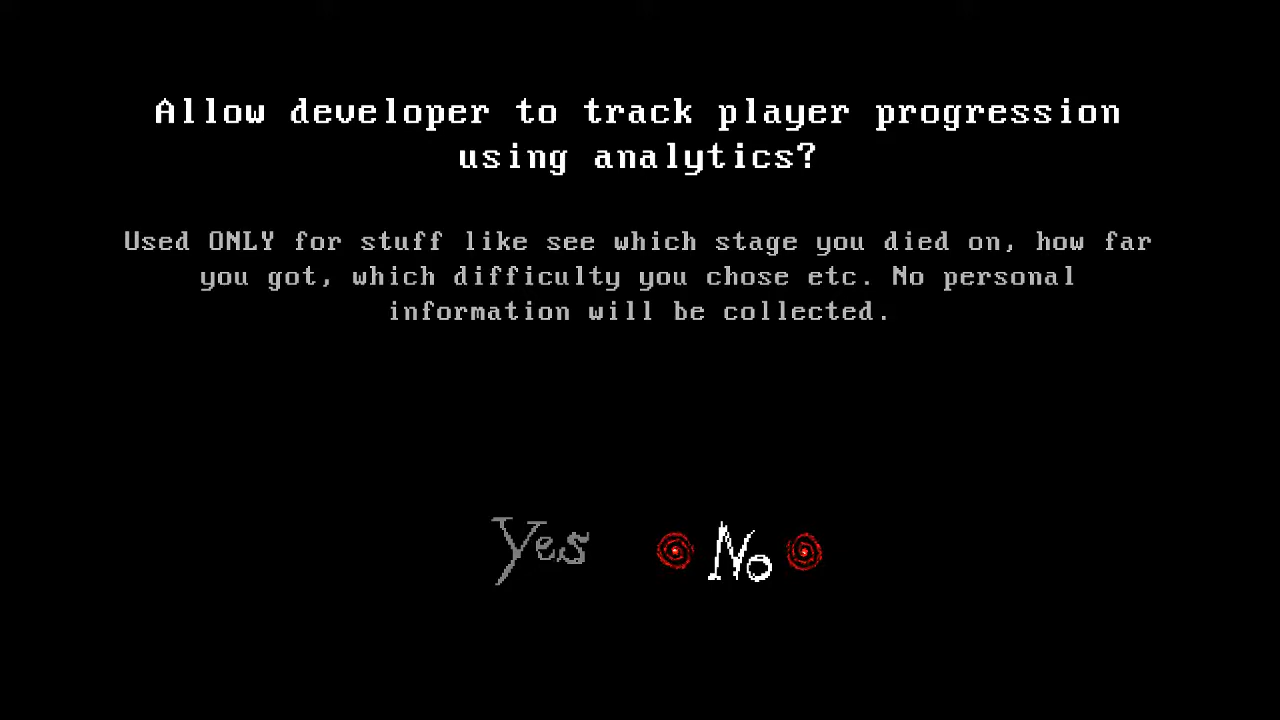 Allow developer to track player progression
using analytics?
Used ONLY for stuff like see which stage you died on, how far
you got, which difficulty you chose etc. No personal
information will be collected.
Yes No